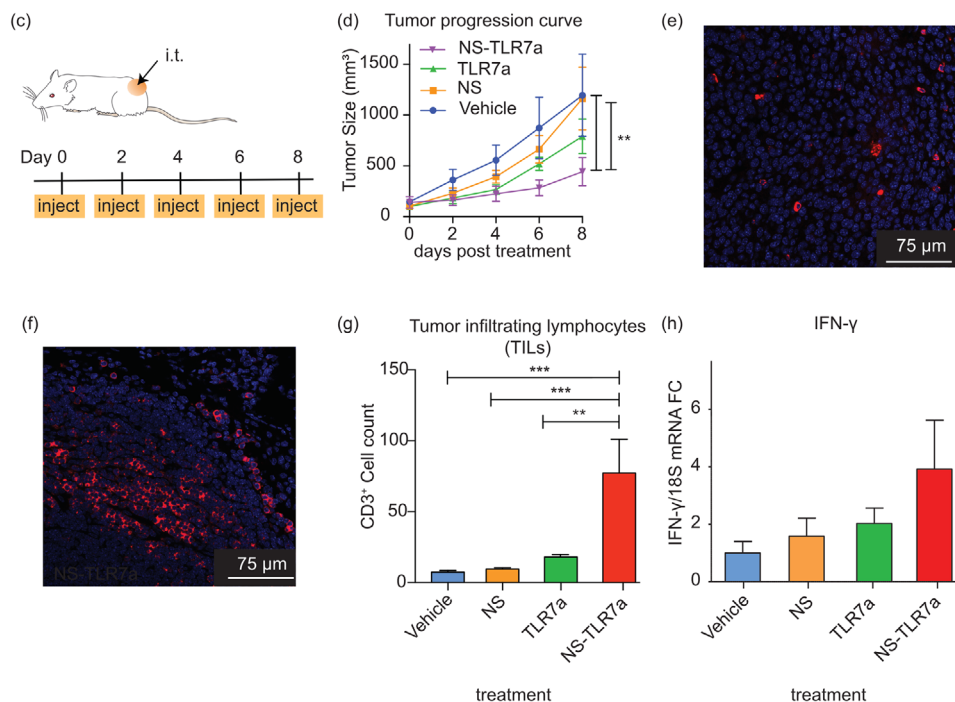 (c)
i.t.
Day 0 2 4 6 8
inject inject inject inject inject
(d) Tumor progression curve
NS-TLR7a
TLR7a
NS
Vehicle
Tumor Size (mm³)
1500
1000
500
0
0 2 4 6 8
days post treatment
**
(e)
75 µm
(f)
NS-TLR7a
75 µm
(g) Tumor infiltrating lymphocytes
(TILs)
CD3⁺ Cell count
150
100
50
0
***
***
**
Vehicle
NS
TLR7a
NS-TLR7a
treatment
(h) IFN-γ
IFN-γ/18S mRNA FC
6
4
2
0
Vehicle
NS
TLR7a
NS-TLR7a
treatment